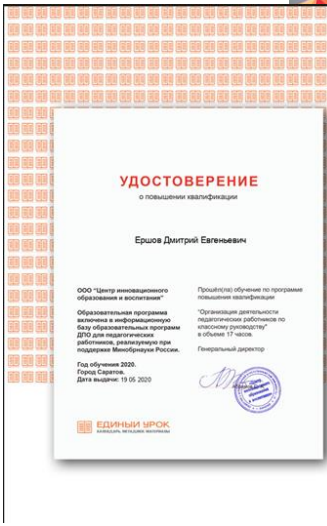 УДОСТОВЕРЕНИЕ
о повышении квалификации
Ершов Дмитрий Евгеньевич
ООО "Центр инновационного
образования и воспитания"
Образовательная программа
включена в информационную
базу образовательных программ
ДПО для педагогических
работников, реализуемую при
поддержке Минобрнауки России.
Год обучения 2020.
Город Саратов.
Дата выдачи: 19 05 2020
Прошёл(ла) обучение по программе
повышения квалификации
"Организация деятельности
педагогических работников по
классному руководству"
в объеме 17 часов.
Генеральный директор
ЕДИНЫЙ УРОК
КАЛЕНДАРЬ МЕТОДИКИ МАТЕРИАЛЫ